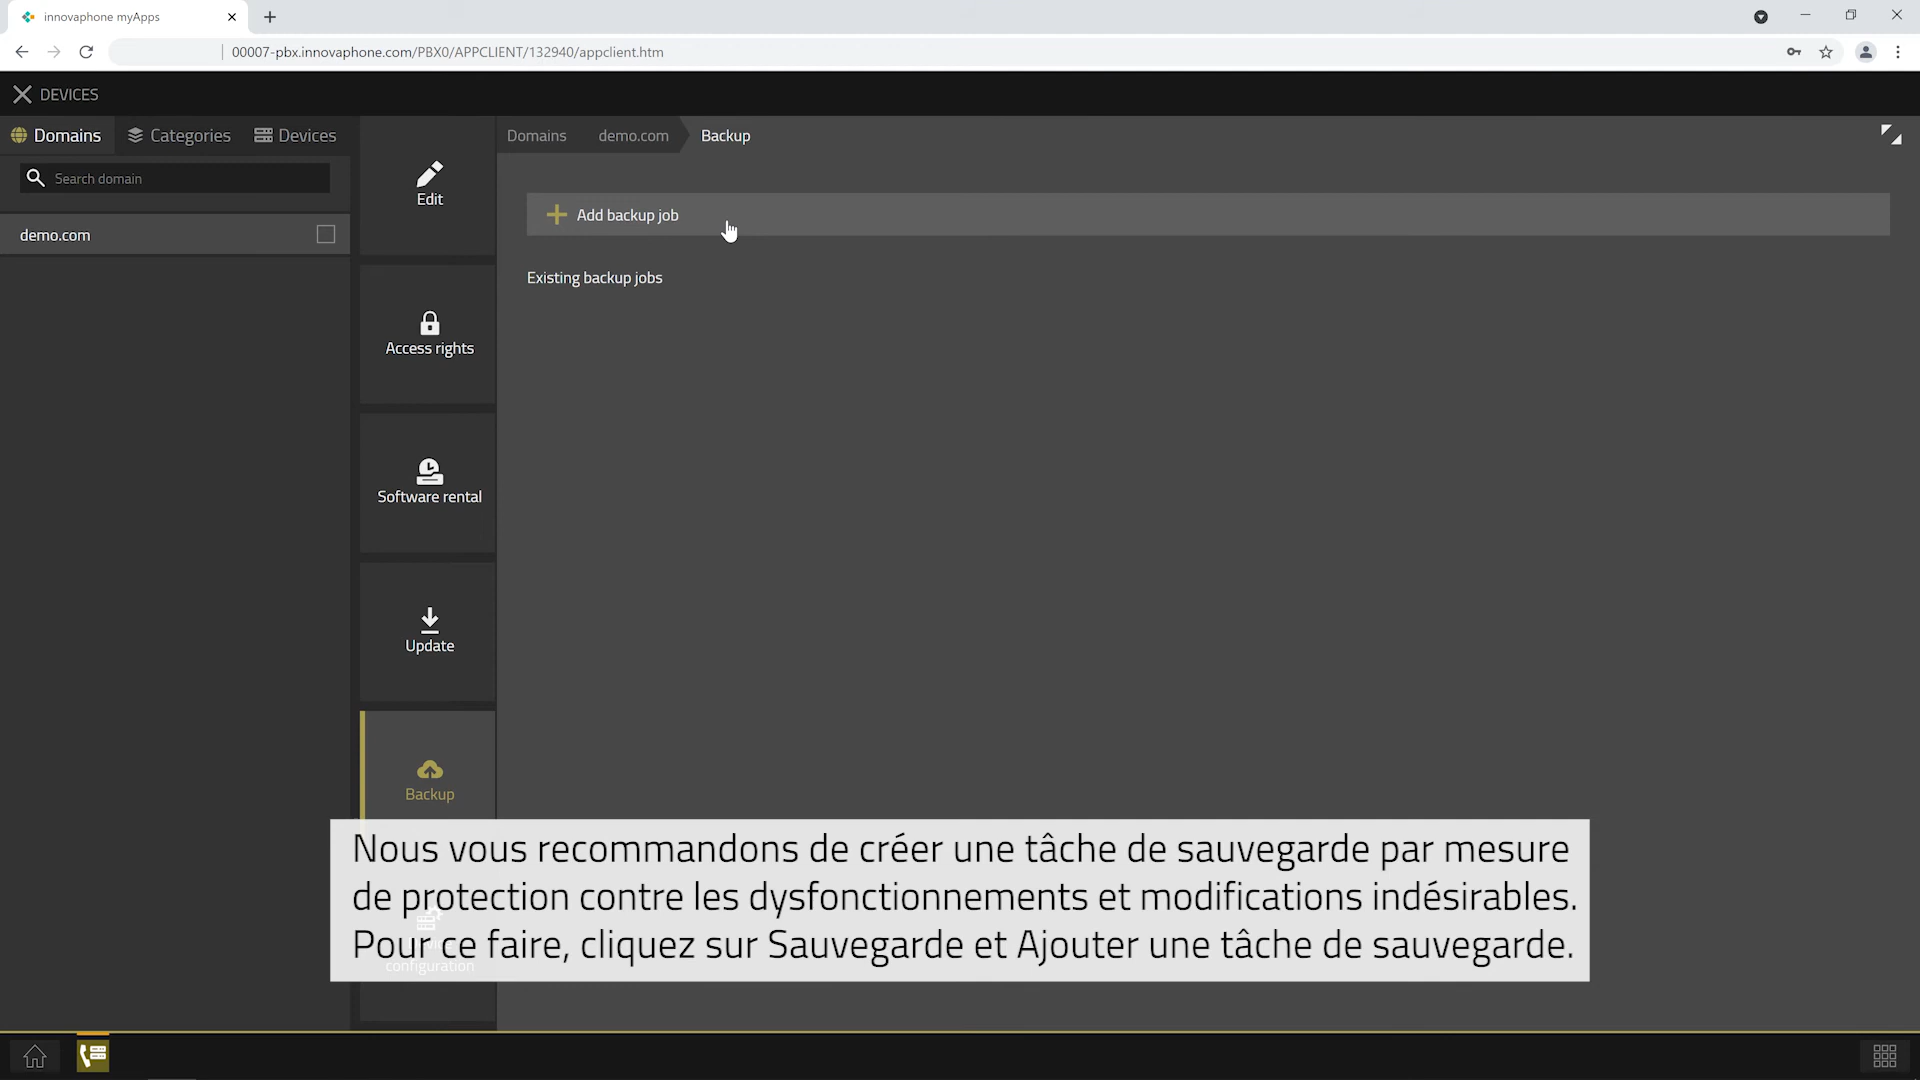 innovaphone myApps
00007-pbx.innovaphone.com/PBX0/APPCLIENT/132940/appclient.htm
DEVICES
Domains
Categories
Devices
Search domain
demo.com
Edit
Access rights
Software rental
Update
Backup
configuration
Domains
demo.com
Backup
Add backup job
Existing backup jobs
Nous vous recommandons de créer une tâche de sauvegarde par mesure
de protection contre les dysfonctionnements et modifications indésirables.
Pour ce faire, cliquez sur Sauvegarde et Ajouter une tâche de sauvegarde.